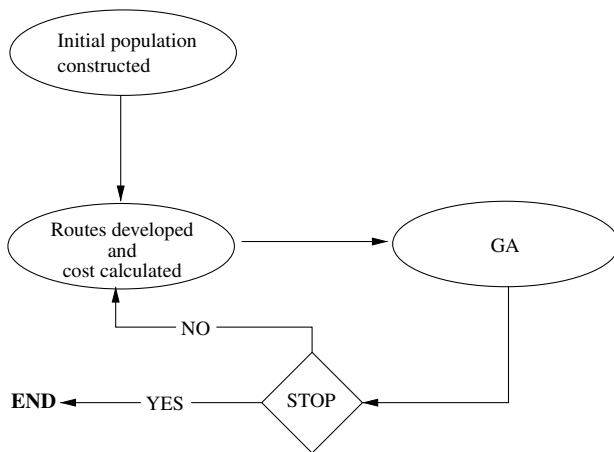 Initial population
constructed
Routes developed
and
cost calculated
GA
NO
STOP
YES
END